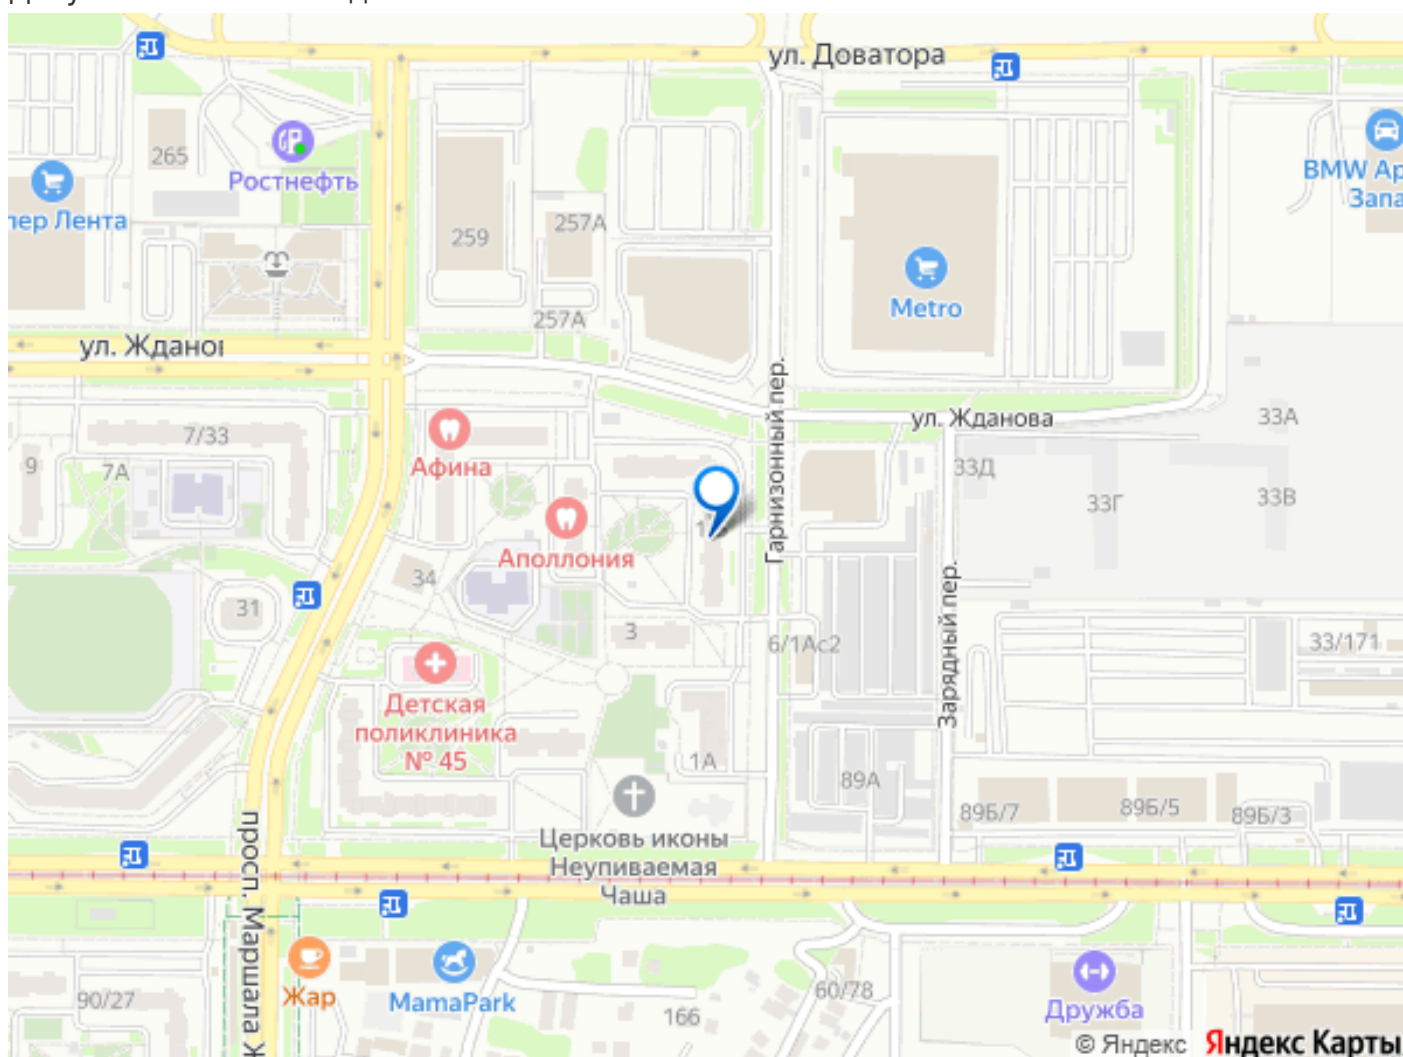 ул. Доватора
265
Ростнефть
пер Лента
259
257А
257А
Metro
BMW Ар
Запа
ул. Ждано
ул. Жданова
Гарнизонный пер.
7/33
9
7А
Афина
Аполлония
34
31
3
33А
33Д
33Г
33В
Зарядный пер.
6/1Ас2
33/171
Детская
поликлиника
№ 45
1А
89А
89Б/7
89Б/5
89Б/3
Церковь иконы
Неупиваемая
Чаша
просп. Маршала Ж
90/27
Жар
MamaPark
166
60/78
Дружба
© Яндекс
Яндекс Карты